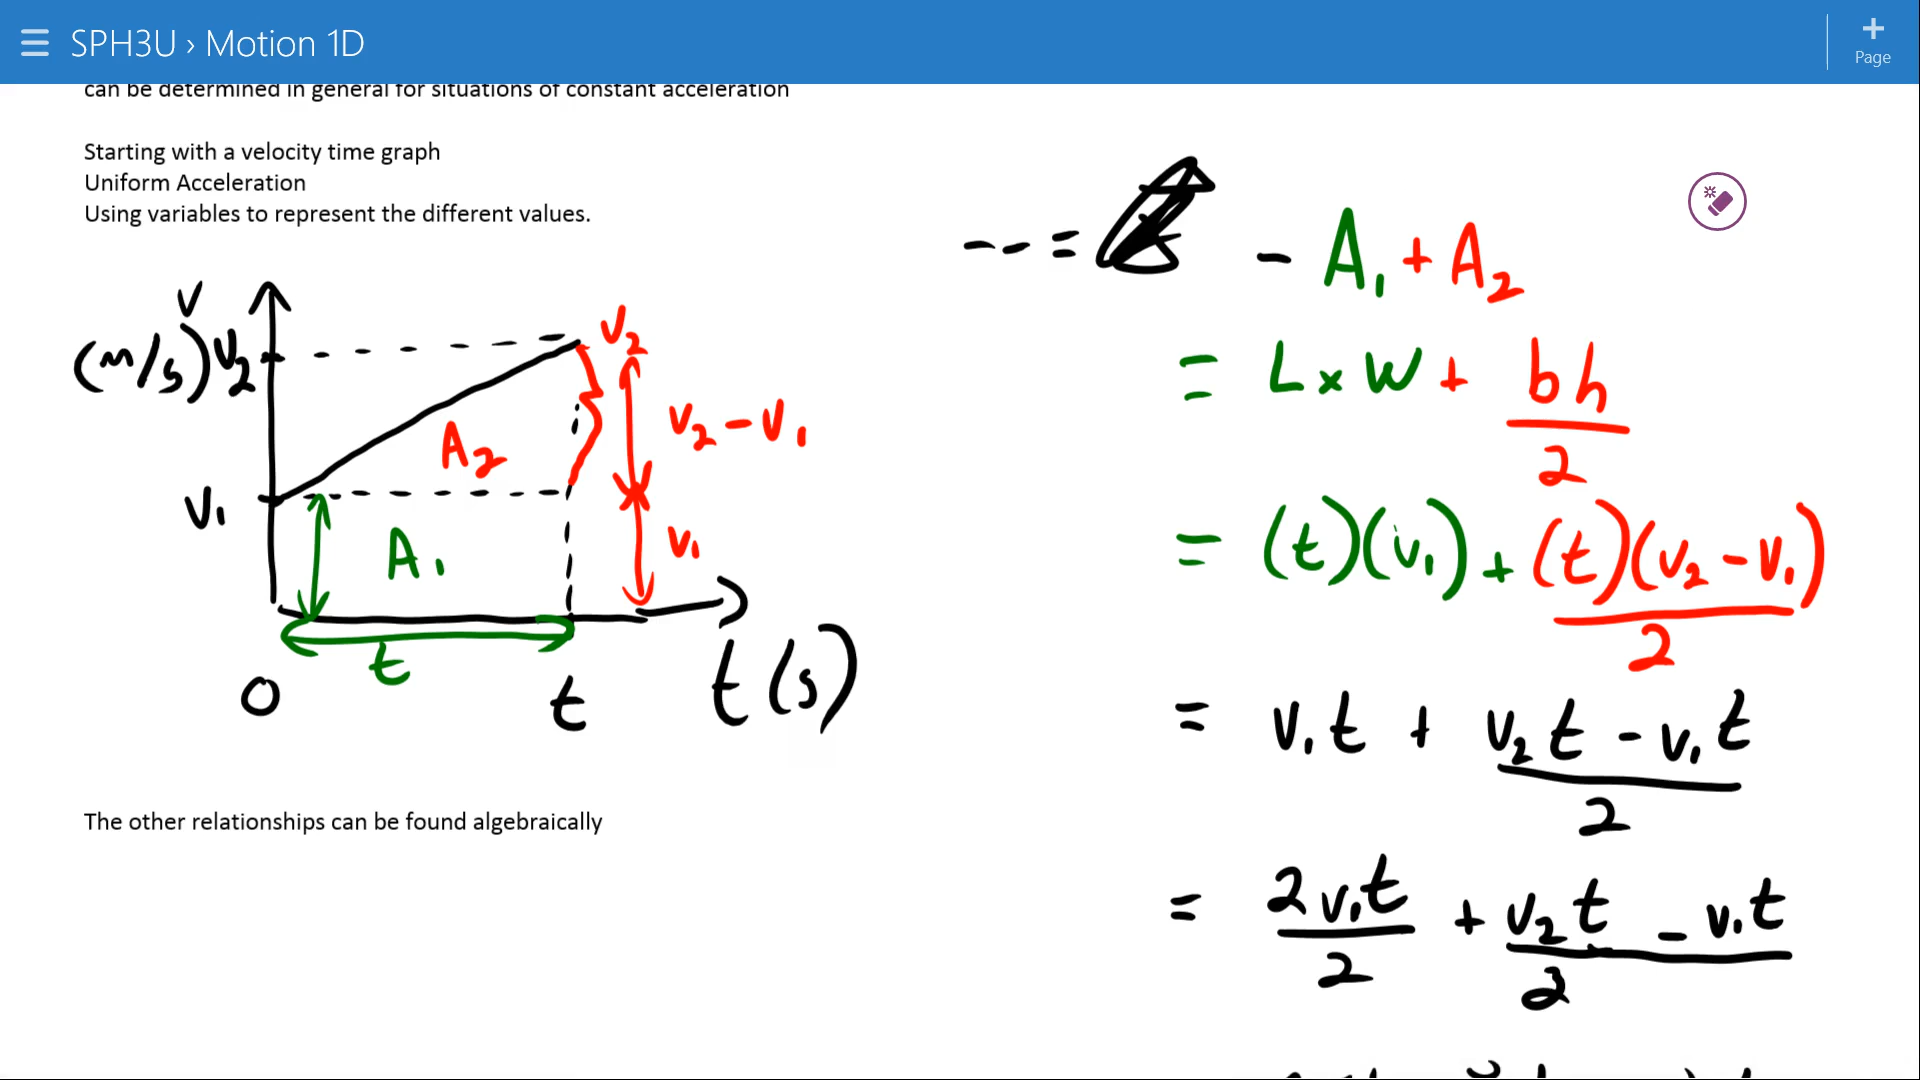 SPH3U › Motion 1D
+ Page
can be determined in general for situations of constant acceleration
Starting with a velocity time graph
Uniform Acceleration
Using variables to represent the different values.
v
(m/s)
v₂
v₁
A₂
A₁
v₂
v₂ - v₁
v₁
t
0
t
t (s)
The other relationships can be found algebraically
-- =
- A₁ + A₂
= L x W + bh/2
= (t)(v₁) + (t)(v₂ - v₁)/2
= v₁t + v₂t - v₁t/2
= 2v₁t/2 + v₂t - v₁t/2